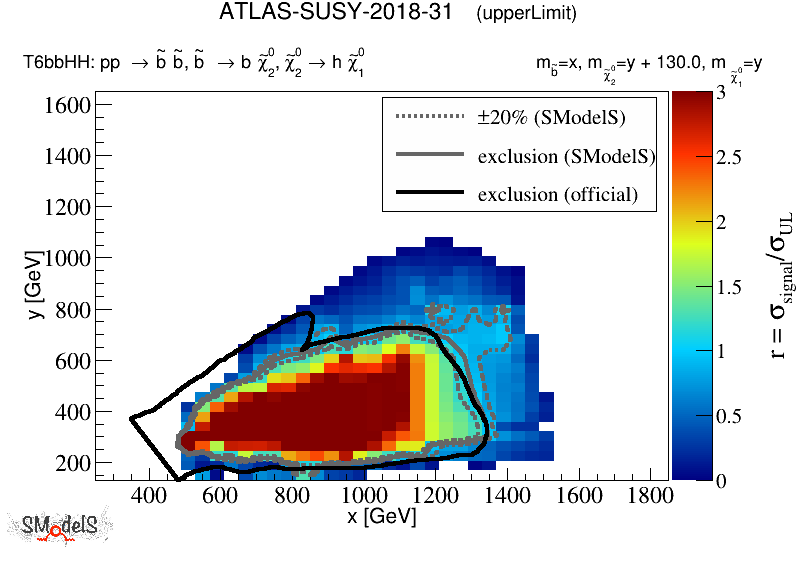 ATLAS-SUSY-2018-31 (upperLimit)
T6bbHH: pp → b̃ b̃, b̃ → b χ̃⁰₂, χ̃⁰₂ → h χ̃⁰₁
m_b̃=x, m_χ̃⁰₂=y + 130.0, m_χ̃⁰₁=y
±20% (SModelS)
exclusion (SModelS)
exclusion (official)
y [GeV]
1600
1400
1200
1000
800
600
400
200
400 600 800 1000 1200 1400 1600 1800
x [GeV]
3
2.5
2
1.5
1
0.5
0
r = σ_signal/σ_UL
SModelS